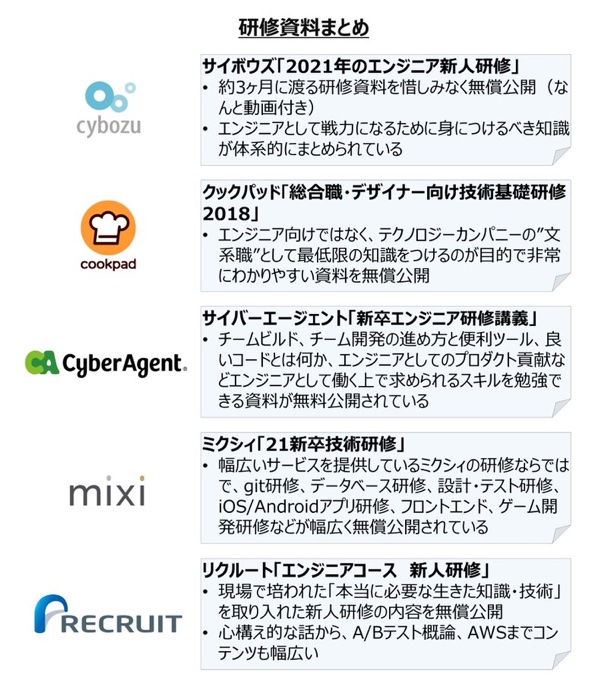 研修資料まとめ
cybozu
サイボウズ「2021年のエンジニア新人研修」
• 約3ヶ月に渡る研修資料を惜しみなく無償公開（な
んと動画付き）
• エンジニアとして戦力になるために身につけるべき知識
が体系的にまとめられている
cookpad
クックパッド「総合職・デザイナー向け技術基礎研修
2018」
• エンジニア向けではなく、テクノロジーカンパニーの”文
系職”として最低限の知識をつけるのが目的で非常
にわかりやすい資料を無償公開
CA CyberAgent.
サイバーエージェント「新卒エンジニア研修講義」
• チームビルド、チーム開発の進め方と便利ツール、良
いコードとは何か、エンジニアとしてのプロダクト貢献な
どエンジニアとして働く上で求められるスキルを勉強で
きる資料が無料公開されている
mixi
ミクシィ「21新卒技術研修」
• 幅広いサービスを提供しているミクシィの研修ならでは
で、git研修、データベース研修、設計・テスト研修、
iOS/Androidアプリ研修、フロントエンド、ゲーム開
発研修などが幅広く無償公開されている
RECRUIT
リクルート「エンジニアコース 新人研修」
• 現場で培われた「本当に必要な生きた知識・技術」
を取り入れた新人研修の内容を無償公開
• 心構え的な話から、A/Bテスト概論、AWSまでコン
テンツも幅広い